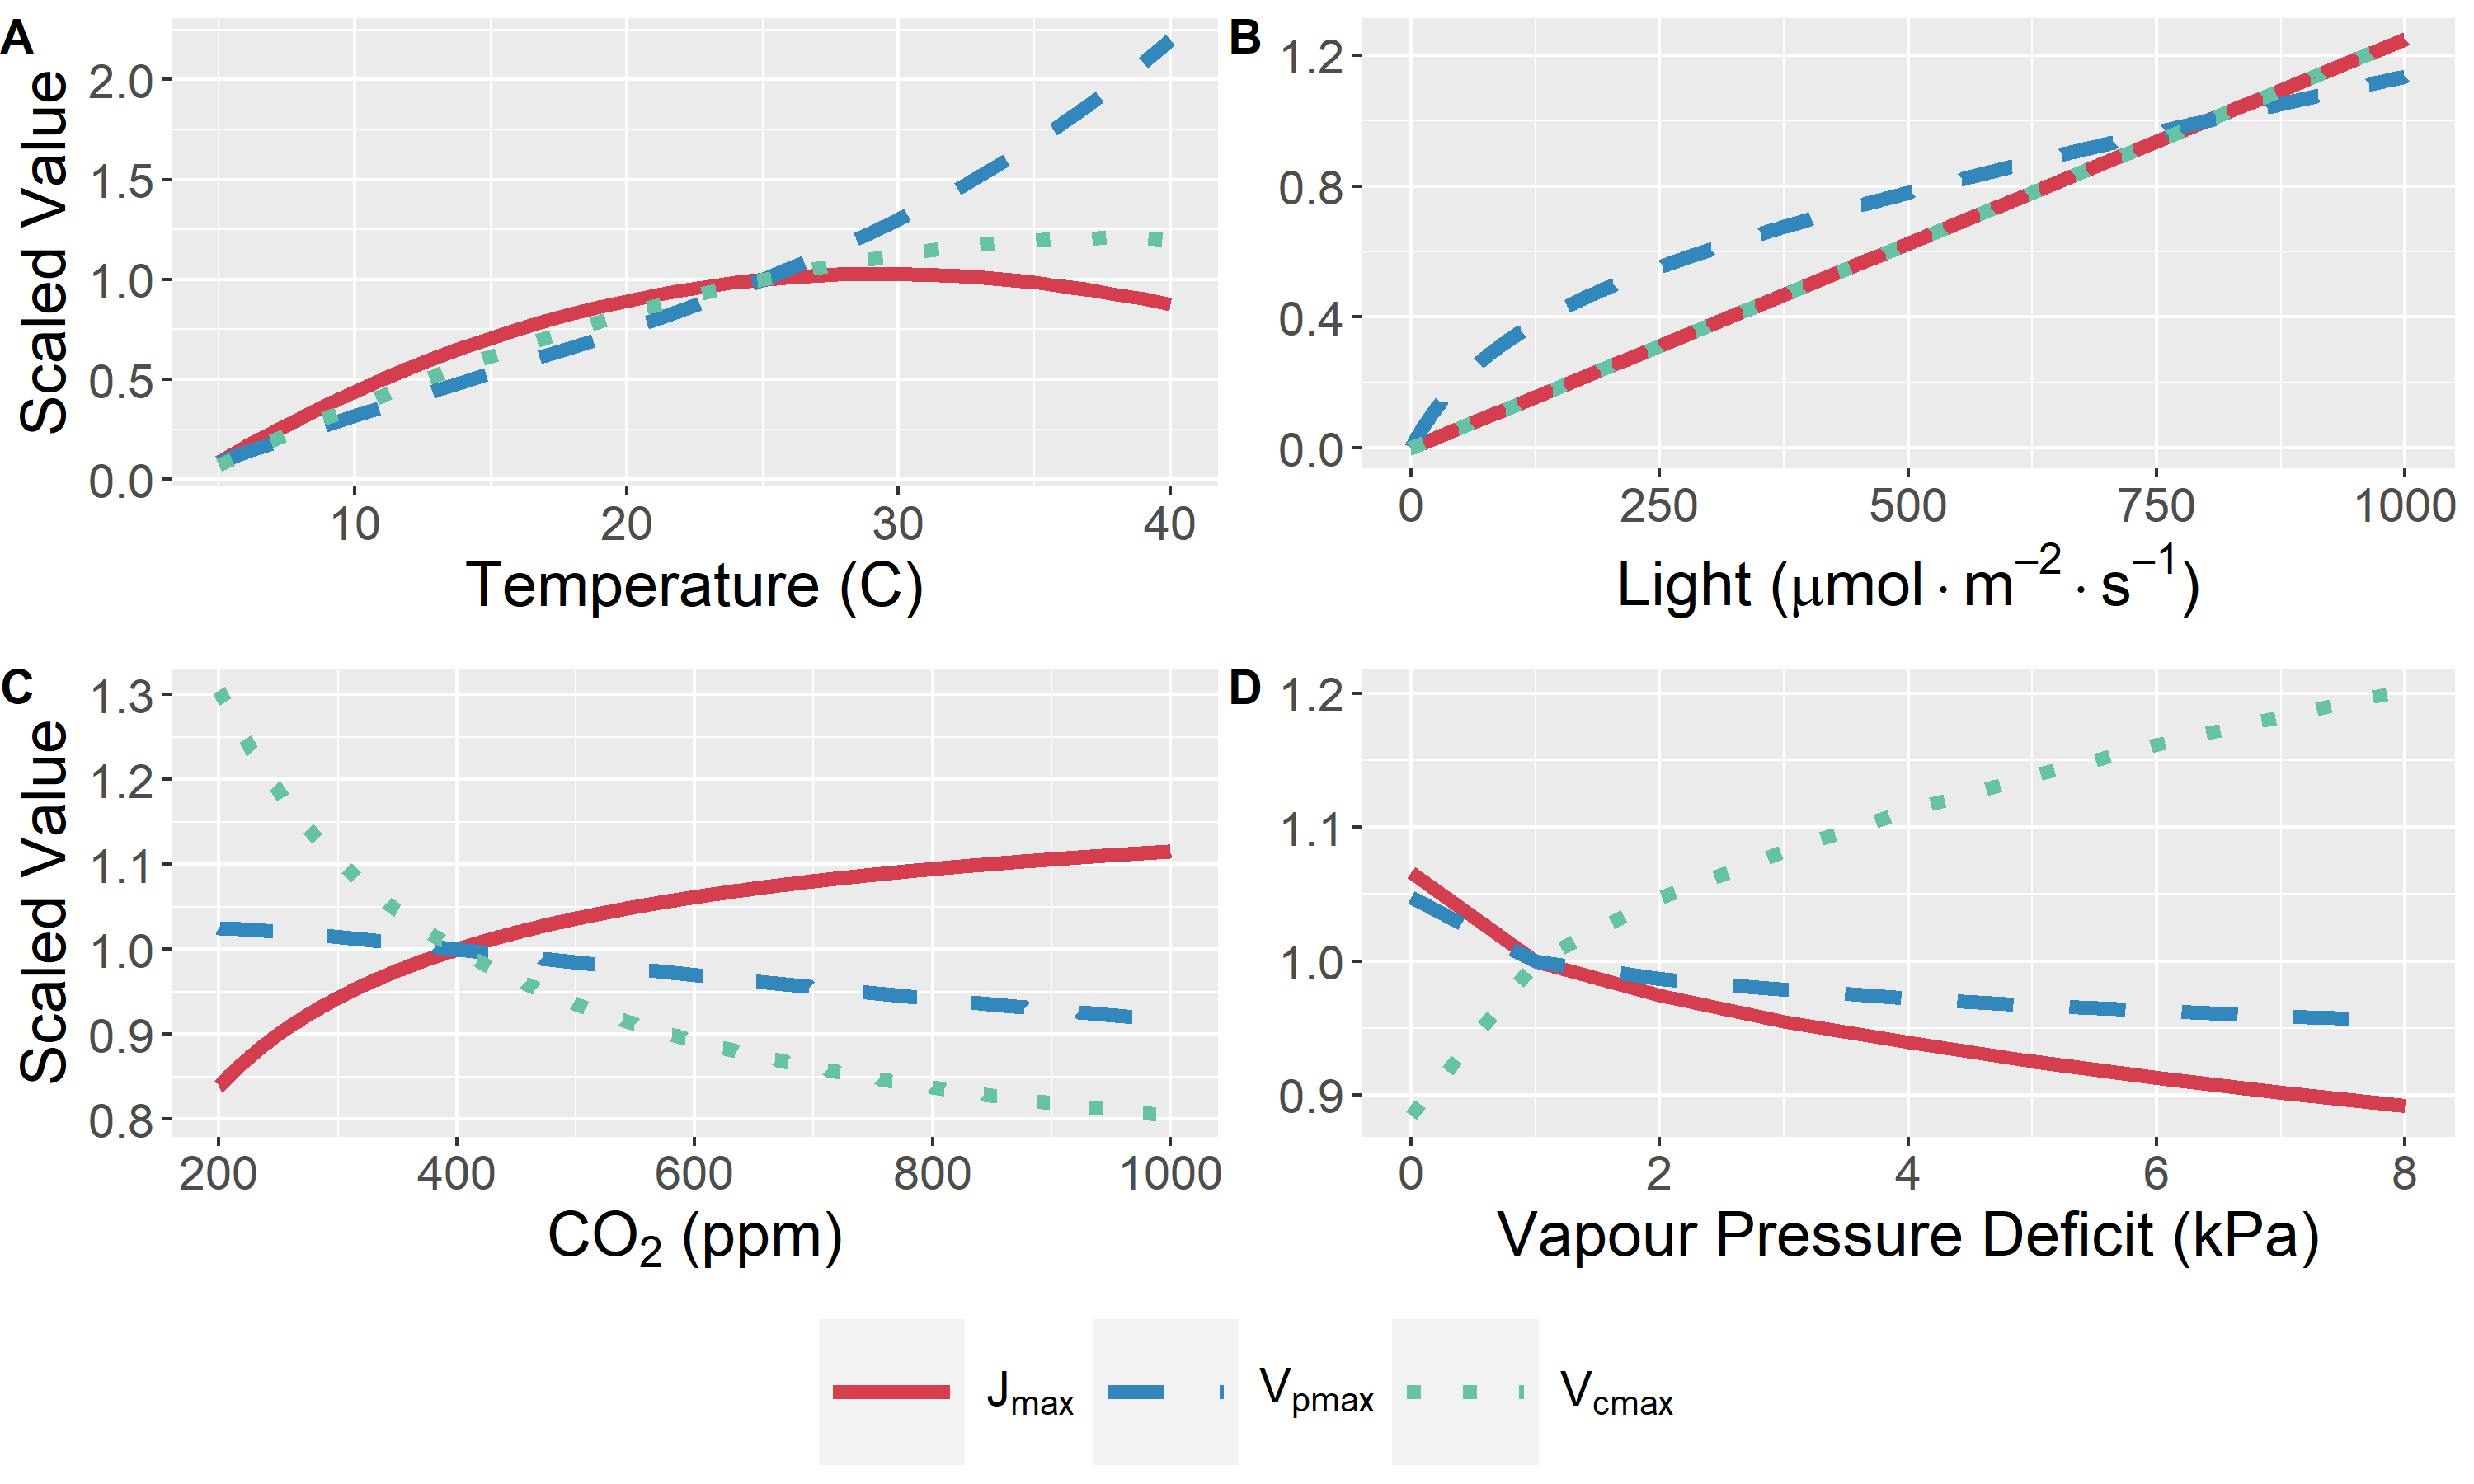 A
Scaled Value
2.0
1.5
1.0
0.5
0.0
10 20 30 40
Temperature (C)
B
1.2
0.8
0.4
0.0
0 250 500 750 1000
Light (μmol · m⁻² · s⁻¹)
C
Scaled Value
1.3
1.2
1.1
1.0
0.9
0.8
200 400 600 800 1000
CO₂ (ppm)
D
1.2
1.1
1.0
0.9
0 2 4 6 8
Vapour Pressure Deficit (kPa)
Jmax Vpmax Vcmax